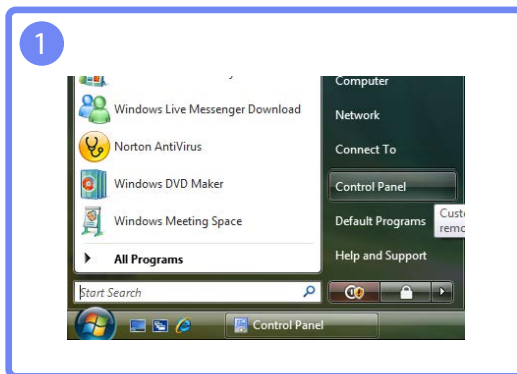 1
Computer
Windows Live Messenger Download
Network
Norton AntiVirus
Connect To
Windows DVD Maker
Control Panel
Windows Meeting Space
Default Programs
All Programs
Help and Support
Start Search
Control Panel